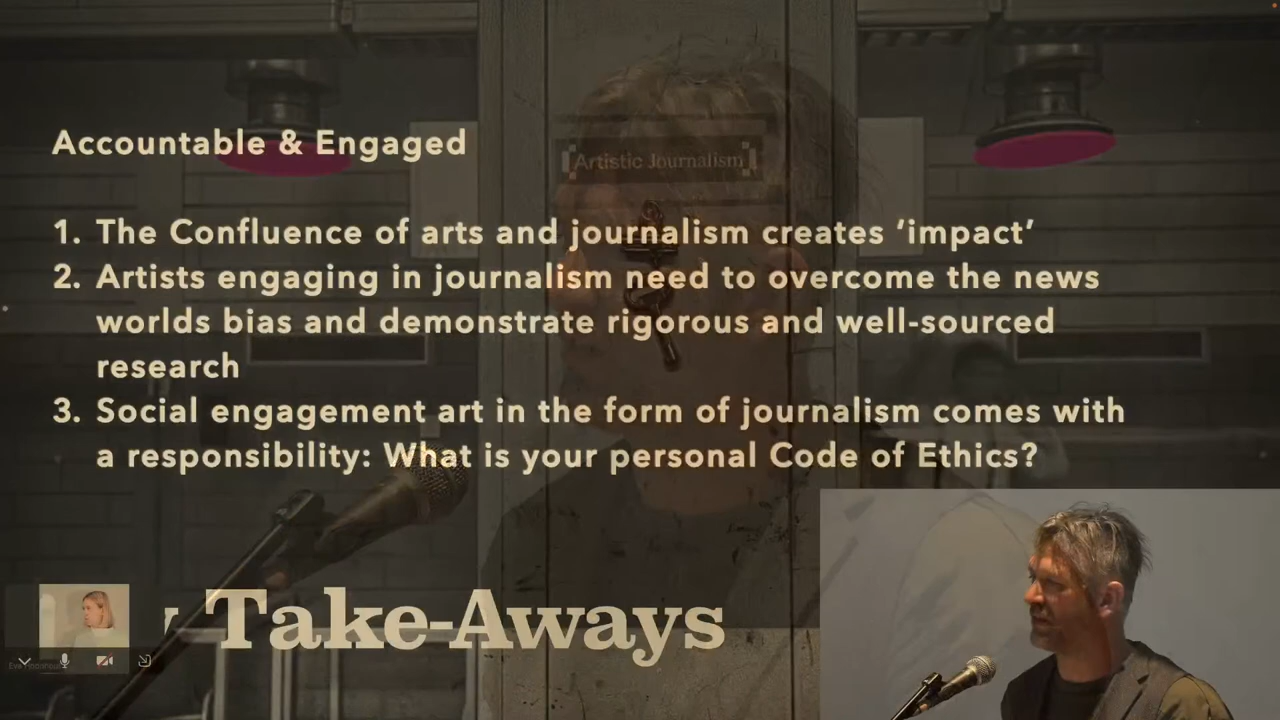 Accountable & Engaged
Artistic Journalism
1. The Confluence of arts and journalism creates ’impact’
2. Artists engaging in journalism need to overcome the news
worlds bias and demonstrate rigorous and well-sourced
research
3. Social engagement art in the form of journalism comes with
a responsibility: What is your personal Code of Ethics?
Take-Aways